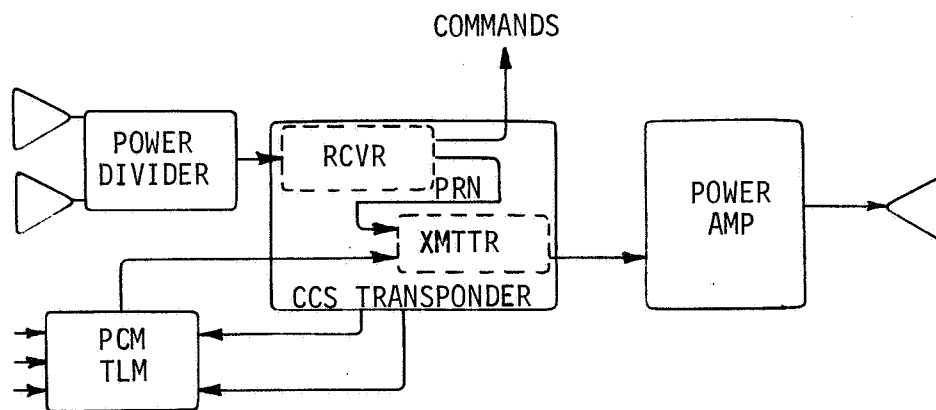 COMMANDS
POWER
DIVIDER
RCVR
PRN
XMTTR
CCS TRANSPONDER
POWER
AMP
PCM
TLM